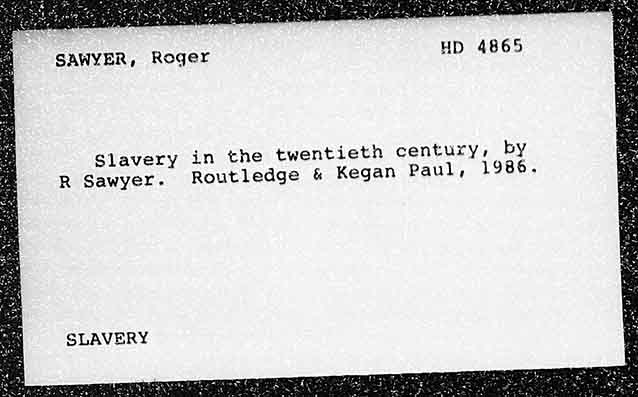 SAWYER, Roger
HD 4865
Slavery in the twentieth century, by
R Sawyer. Routledge & Kegan Paul, 1986.
SLAVERY